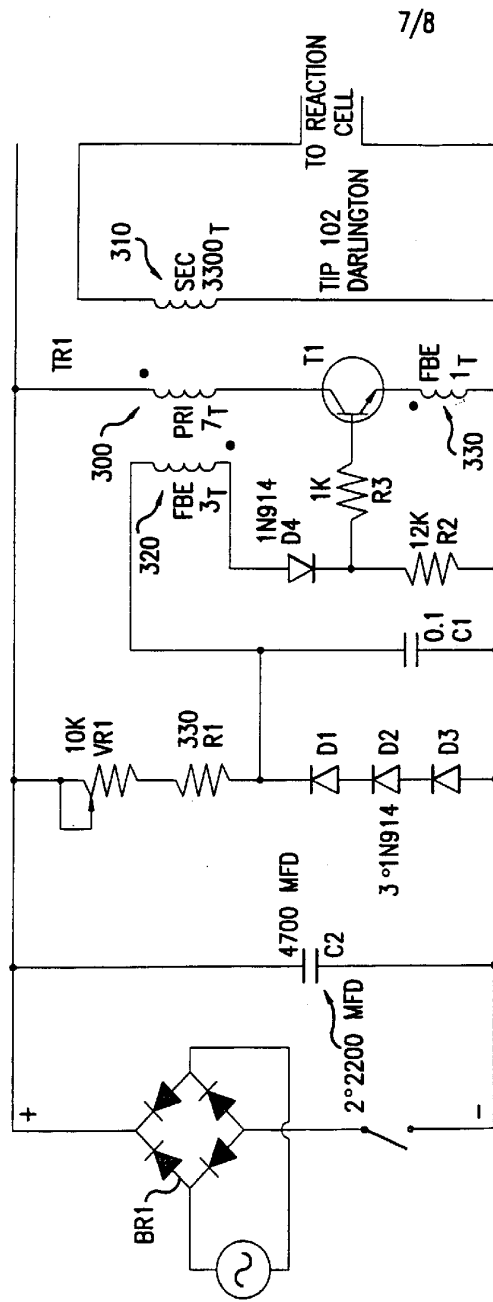 7/8
BR1
+
-
4700 MFD
C2
2°2200 MFD
10K
VR1
330
R1
D1
D2
D3
3°1N914
0.1
C1
320
FBE
3T
1N914
D4
12K
R2
1K
R3
300
TR1
PRI
7T
T1
FBE
1T
330
310
SEC
3300T
TIP 102
DARLINGTON
TO REACTION
CELL